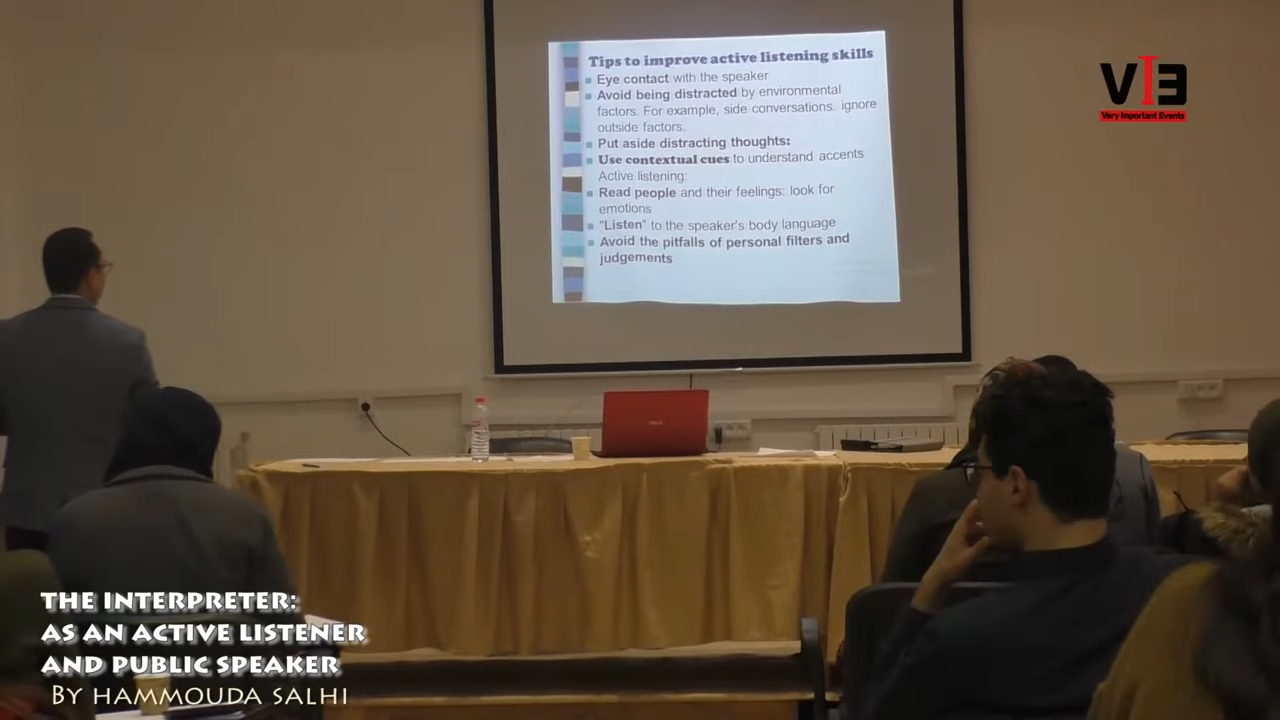 Tips to improve active listening skills
Eye contact with the speaker
Avoid being distracted by environmental
factors. For example, side conversations. ignore
outside factors.
Put aside distracting thoughts:
Use contextual cues to understand accents
Active listening:
Read people and their feelings: look for
emotions
"Listen" to the speaker's body language
Avoid the pitfalls of personal filters and
judgements
VIE
Very Important Events
THE INTERPRETER:
AS AN ACTIVE LISTENER
AND PUBLIC SPEAKER
BY HAMMOUDA SALHI